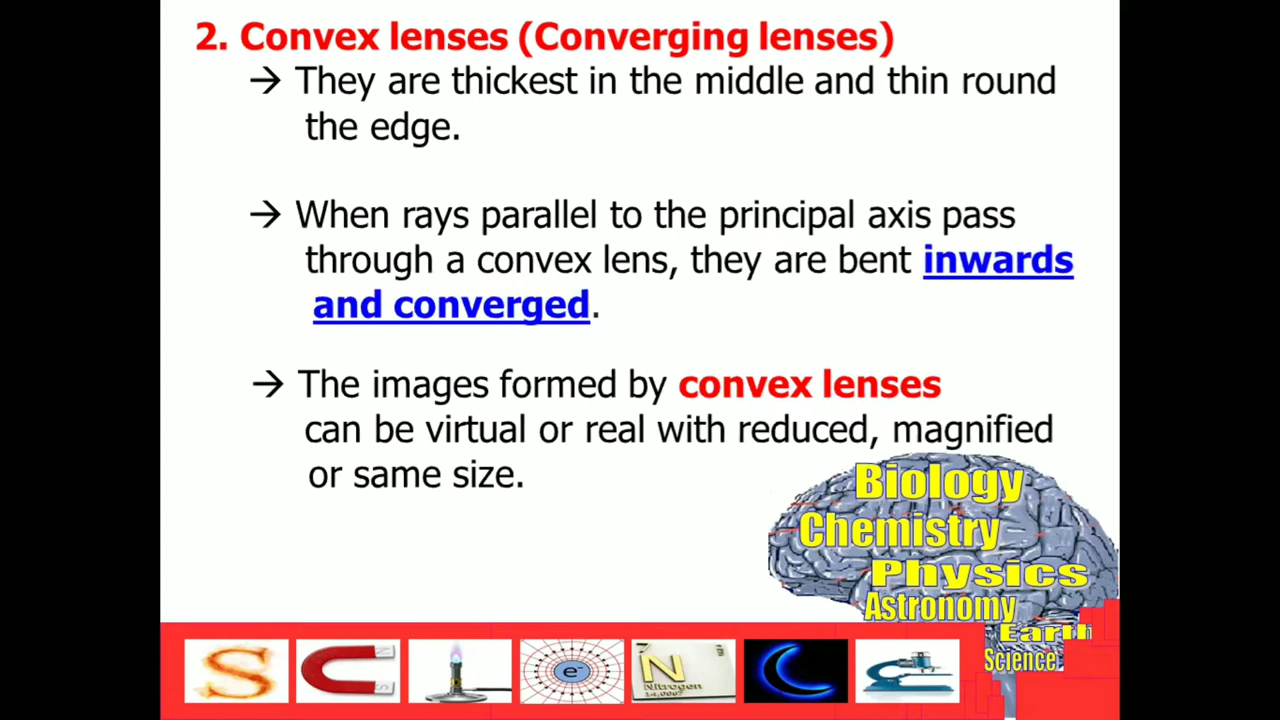 2. Convex lenses (Converging lenses)
→ They are thickest in the middle and thin round
the edge.
→ When rays parallel to the principal axis pass
through a convex lens, they are bent inwards
and converged.
→ The images formed by convex lenses
can be virtual or real with reduced, magnified
or same size.
Biology
Chemistry
Physics
Astronomy
Earth
Science
S
N
S
e-
7
N
Nitrogen
14.007